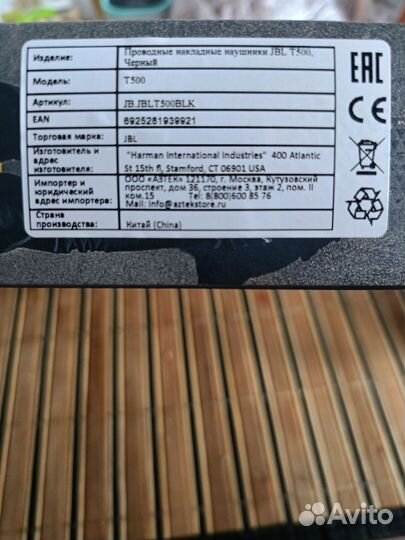 Изделие: Проводные накладные наушники JBL T500,
Черный
Модель: T500
Артикул: JBJBLT500BLK
EAN 6925281939921
Торговая марка: JBL
Изготовитель и адрес изготовителя: "Harman International Industries" 400 Atlantic
St 15th fl, Stamford, CT 06901 USA
Импортер и юридический адрес импортера: ООО «АЗТЕК» 121170, г. Москва, Кутузовский
проспект, дом 36, строение 3, этаж 2, пом. II
ком.15 Tel: 8(800)600 85 76
Mail: info@aztekstore.ru
Страна производства: Китай (China)
EAC
CE
Avito